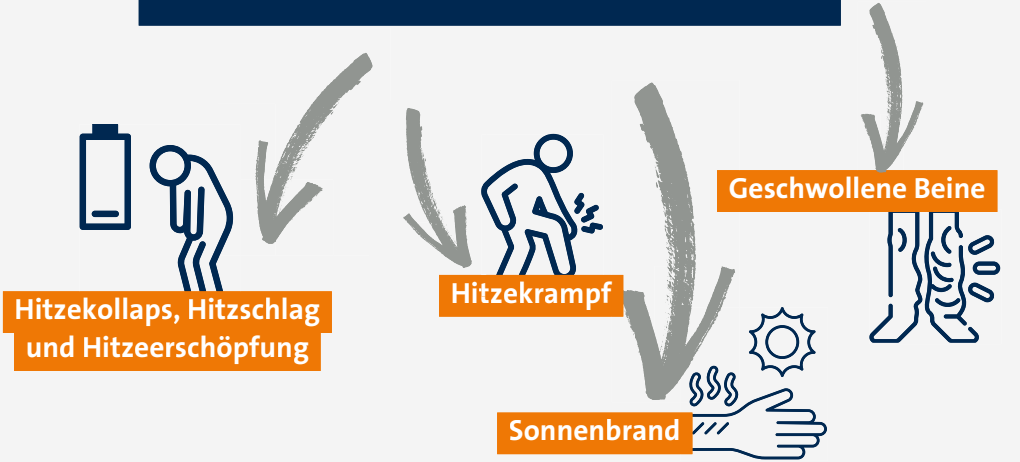 Geschwollene Beine
Hitzekrampf
Hitzekollaps, Hitzschlag
und Hitzeerschöpfung
Sonnenbrand